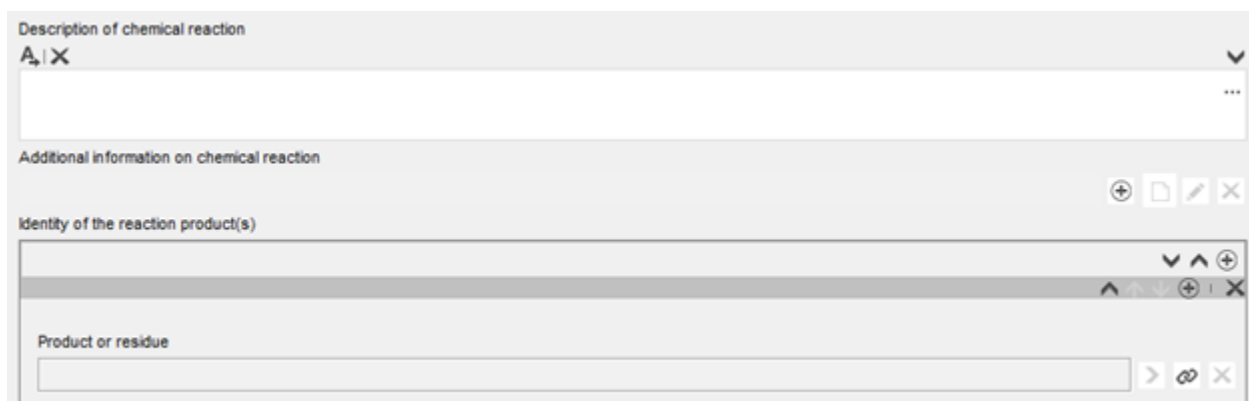 Description of chemical reaction
Additional information on chemical reaction
Identity of the reaction product(s)
Product or residue